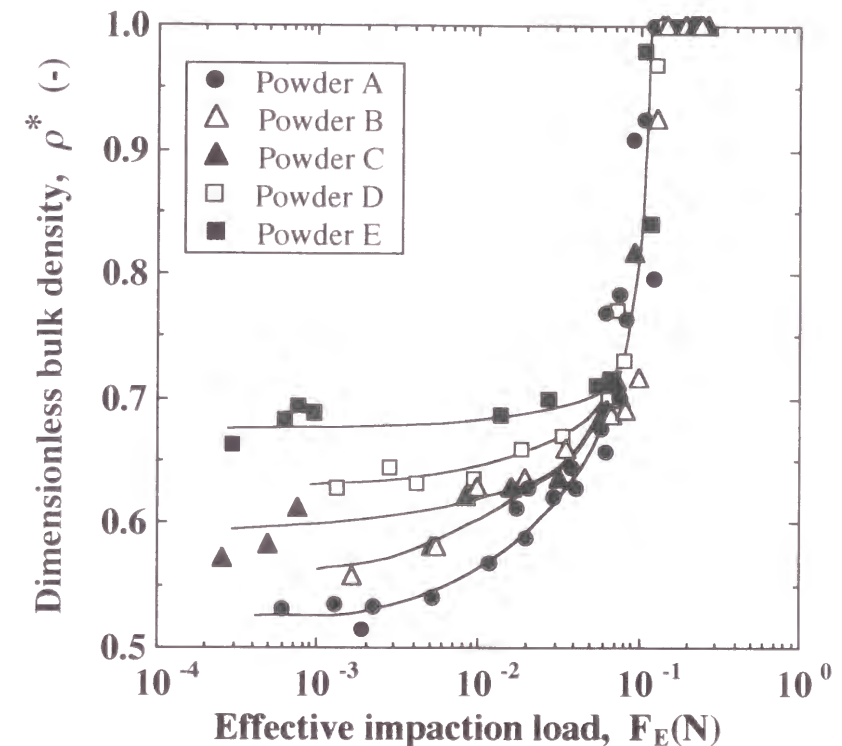 Dimensionless bulk density, ρ* (-)
1.0
0.9
0.8
0.7
0.6
0.5
Powder A
Powder B
Powder C
Powder D
Powder E
10⁻⁴ 10⁻³ 10⁻² 10⁻¹ 10⁰
Effective impaction load, F_E(N)